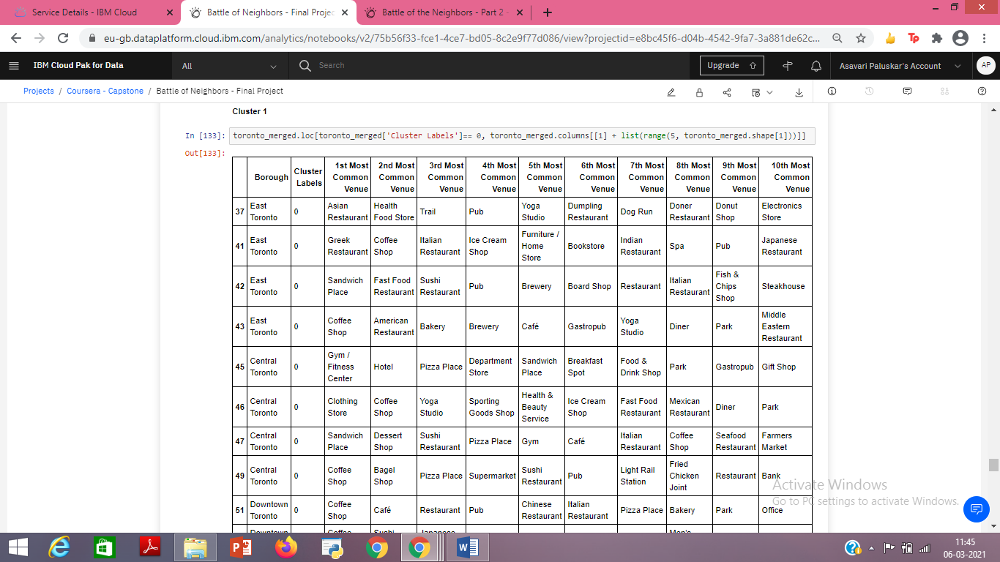 Service Details - IBM Cloud
Battle of Neighbors - Final Projec
Battle of the Neighbors - Part 2 -
eu-gb.dataplatform.cloud.ibm.com/analytics/notebooks/v2/75b56f33-fce1-4ce7-bd05-8c2e9f77d086/view?projectid=e8bc45f6-d04b-4542-9fa7-3a881de62c...
IBM Cloud Pak for Data
All
Search
Upgrade
Asavari Paluskar's Account
AP
Projects / Coursera - Capstone / Battle of Neighbors - Final Project
Cluster 1
In [133]: toronto_merged.loc[toronto_merged['Cluster Labels']== 0, toronto_merged.columns[[1] + list(range(5, toronto_merged.shape[1]))]]
Out[133]:
Borough | Cluster Labels | 1st Most Common Venue | 2nd Most Common Venue | 3rd Most Common Venue | 4th Most Common Venue | 5th Most Common Venue | 6th Most Common Venue | 7th Most Common Venue | 8th Most Common Venue | 9th Most Common Venue | 10th Most Common Venue
37 | East Toronto | 0 | Asian Restaurant | Health Food Store | Trail | Pub | Yoga Studio | Dumpling Restaurant | Dog Run | Doner Restaurant | Donut Shop | Electronics Store
41 | East Toronto | 0 | Greek Restaurant | Coffee Shop | Italian Restaurant | Ice Cream Shop | Furniture / Home Store | Bookstore | Indian Restaurant | Spa | Pub | Japanese Restaurant
42 | East Toronto | 0 | Sandwich Place | Fast Food Restaurant | Sushi Restaurant | Pub | Brewery | Board Shop | Restaurant | Italian Restaurant | Fish & Chips Shop | Steakhouse
43 | East Toronto | 0 | Coffee Shop | American Restaurant | Bakery | Brewery | Café | Gastropub | Yoga Studio | Diner | Park | Middle Eastern Restaurant
45 | Central Toronto | 0 | Gym / Fitness Center | Hotel | Pizza Place | Department Store | Sandwich Place | Breakfast Spot | Food & Drink Shop | Park | Gastropub | Gift Shop
46 | Central Toronto | 0 | Clothing Store | Coffee Shop | Yoga Studio | Sporting Goods Shop | Health & Beauty Service | Ice Cream Shop | Fast Food Restaurant | Mexican Restaurant | Diner | Park
47 | Central Toronto | 0 | Sandwich Place | Dessert Shop | Sushi Restaurant | Pizza Place | Gym | Café | Italian Restaurant | Coffee Shop | Seafood Restaurant | Farmers Market
49 | Central Toronto | 0 | Coffee Shop | Bagel Shop | Pizza Place | Supermarket | Sushi Restaurant | Pub | Light Rail Station | Fried Chicken Joint | Restaurant | Bank
51 | Downtown Toronto | 0 | Coffee Shop | Café | Restaurant | Pub | Chinese Restaurant | Italian Restaurant | Pizza Place | Bakery | Park | Office
Activate Windows
Go to PC settings to activate Windows.
11:45
06-03-2021